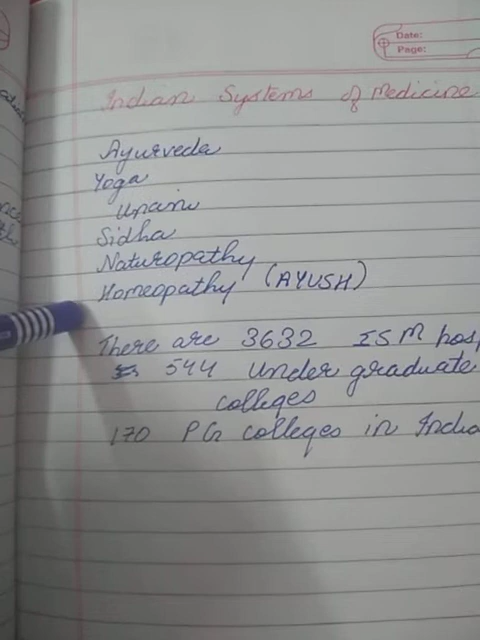 Date:
Page:
Indian Systems of Medicine
Ayurveda
Yoga
Unani
Sidha
Naturopathy
Homeopathy (AYUSH)
There are 3632 ISM hos
544 Under graduate
colleges
170 PG colleges in India